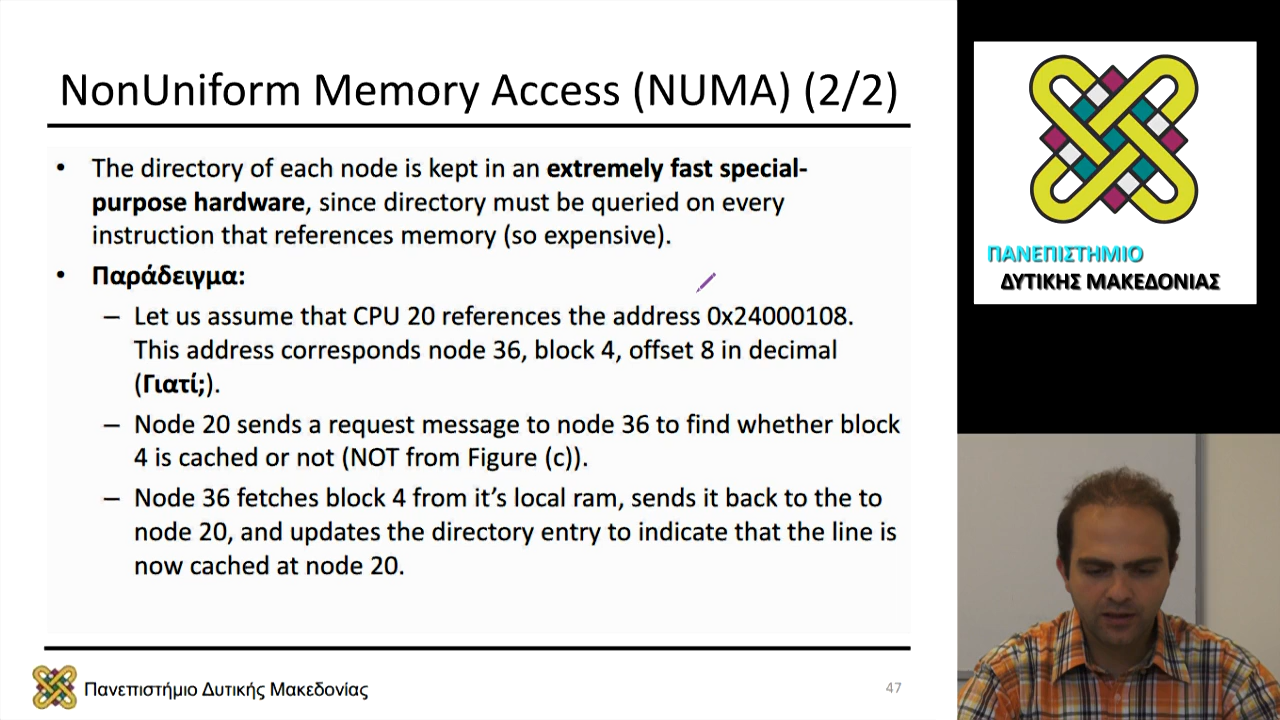 NonUniform Memory Access (NUMA) (2/2)
• The directory of each node is kept in an extremely fast special-
purpose hardware, since directory must be queried on every
instruction that references memory (so expensive).
• Παράδειγμα:
– Let us assume that CPU 20 references the address 0x24000108.
This address corresponds node 36, block 4, offset 8 in decimal
(Γιατί;).
– Node 20 sends a request message to node 36 to find whether block
4 is cached or not (NOT from Figure (c)).
– Node 36 fetches block 4 from it’s local ram, sends it back to the to
node 20, and updates the directory entry to indicate that the line is
now cached at node 20.
Πανεπιστήμιο Δυτικής Μακεδονίας
47
ΠΑΝΕΠΙΣΤΗΜΙΟ
ΔΥΤΙΚΗΣ ΜΑΚΕΔΟΝΙΑΣ